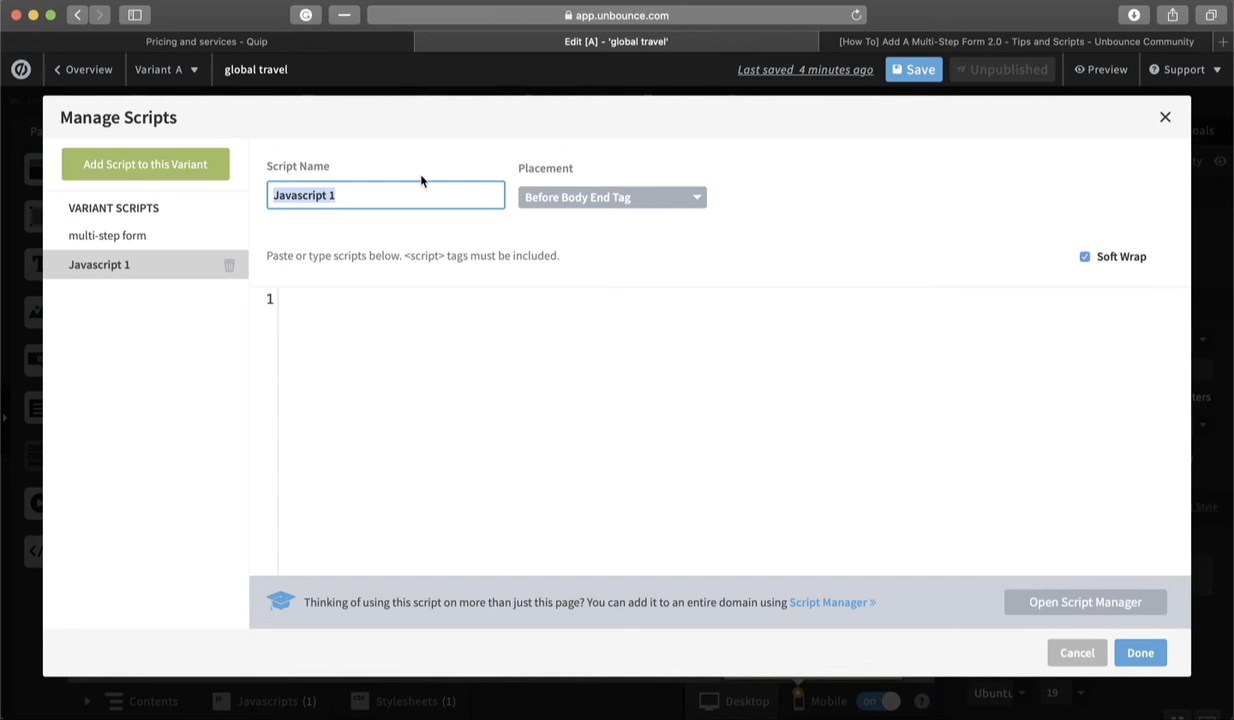 app.unbounce.com
Pricing and services - Quip
Edit [A] - 'global travel'
[How To] Add A Multi-Step Form 2.0 - Tips and Scripts - Unbounce Community
Overview
Variant A
global travel
Last saved 4 minutes ago
Save
Unpublished
Preview
Support
Manage Scripts
Add Script to this Variant
VARIANT SCRIPTS
multi-step form
Javascript 1
Script Name
Javascript 1
Placement
Before Body End Tag
Paste or type scripts below. <script> tags must be included.
Soft Wrap
1
Thinking of using this script on more than just this page? You can add it to an entire domain using Script Manager »
Open Script Manager
Cancel
Done
Contents
Javascripts (1)
Stylesheets (1)
Desktop
Mobile
on
19